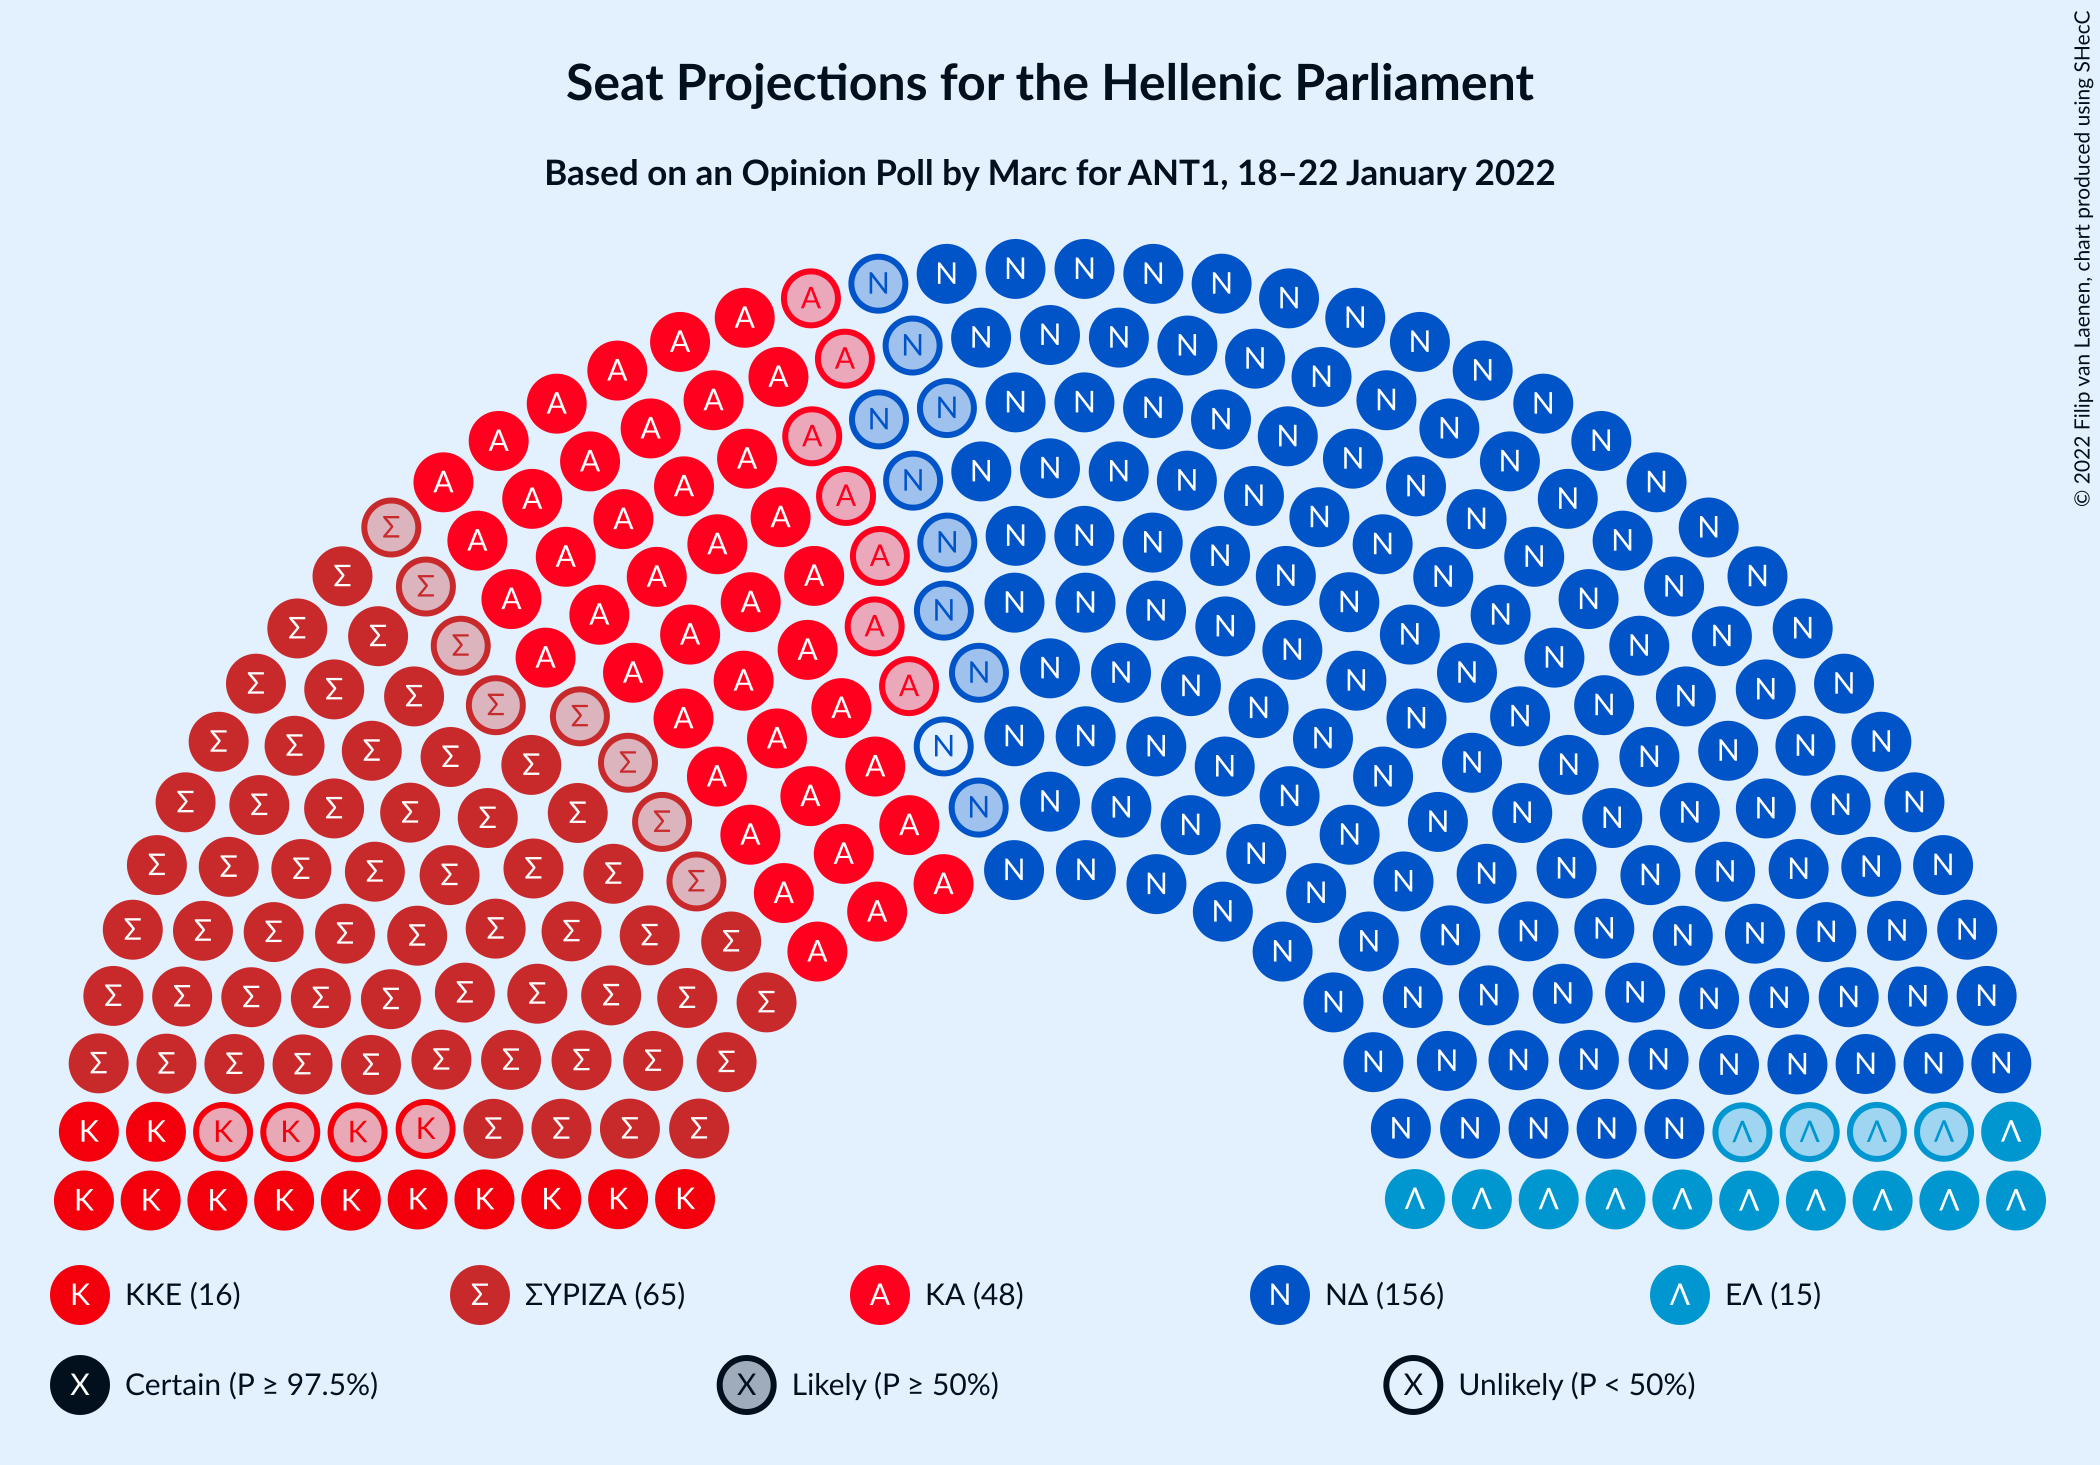 Seat Projections for the Hellenic Parliament
Based on an Opinion Poll by Marc for ANT1, 18–22 January 2022
© 2022 Filip van Laenen, chart produced using SHecC
K KKE (16) Σ ΣΥΡΙΖΑ (65) A ΚΑ (48) N ΝΔ (156) Λ ΕΛ (15)
X Certain (P ≥ 97.5%) X Likely (P ≥ 50%) X Unlikely (P < 50%)